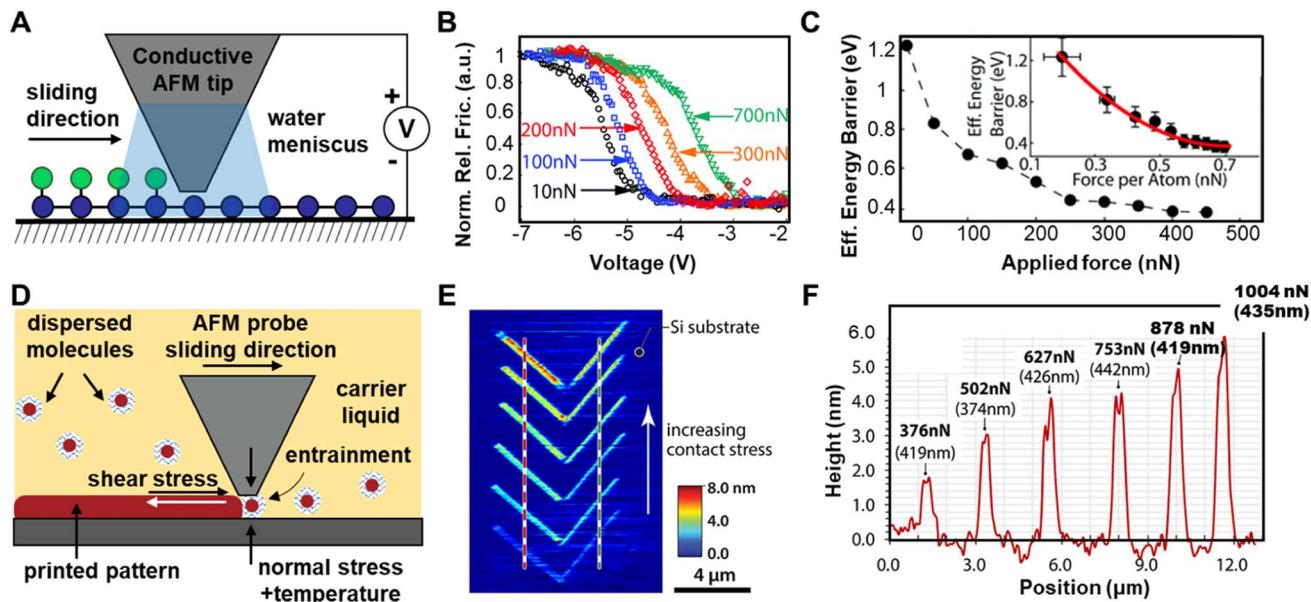 A
Conductive
AFM tip
sliding
direction
water
meniscus
+
V
-
B
Norm. Rel. Fric. (a.u.)
1.0
0.8
0.6
0.4
0.2
0
200nN
100nN
10nN
700nN
300nN
-7
-6
-5
-4
-3
-2
Voltage (V)
C
Eff. Energy Barrier (eV)
1.2
1
0.8
0.6
0.4
0
100
200
300
400
500
Applied force (nN)
Eff. Energy
Barrier (eV)
1.2
0.8
0.4
0.1
0.3
0.5
0.7
Force per Atom (nN)
D
dispersed
molecules
AFM probe
sliding direction
carrier
liquid
entrainment
shear stress
printed pattern
normal stress
+temperature
E
Si substrate
increasing
contact stress
8.0 nm
4.0
0.0
4 μm
F
Height (nm)
6.0
5.0
4.0
3.0
2.0
1.0
0.0
376nN
(419nm)
502nN
(374nm)
627nN
(426nm)
753nN
(442nm)
878 nN
(419nm)
1004 nN
(435nm)
0.0
3.0
6.0
9.0
12.0
Position (μm)